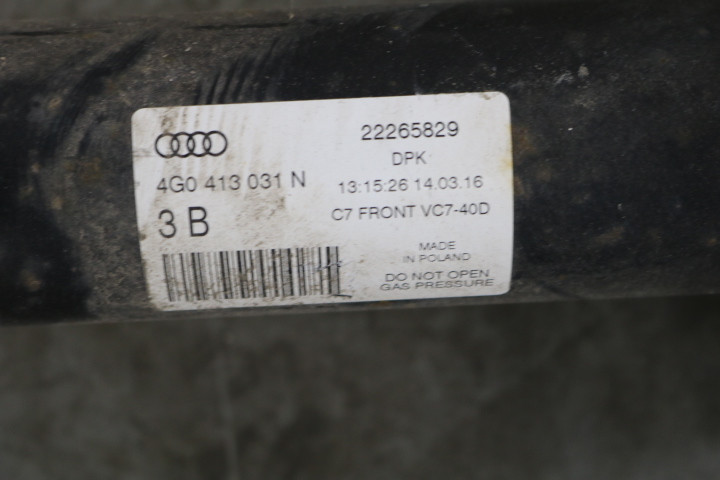 4G0 413 031 N
3 B
22265829
DPK
13:15:26 14.03.16
C7 FRONT VC7-40D
MADE
IN POLAND
DO NOT OPEN
GAS PRESSURE